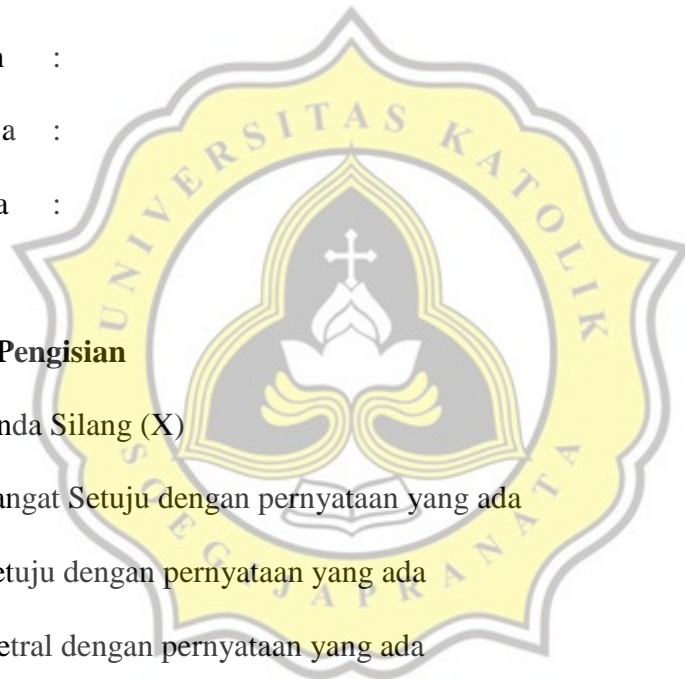 n :
a :
a :
UNIVERSITAS KATOLIK
Pengisian
nda Silang (X)
angat Setuju dengan pernyataan yang ada
etuju dengan pernyataan yang ada
SOEGIJAPRANATA
etral dengan pernyataan yang ada